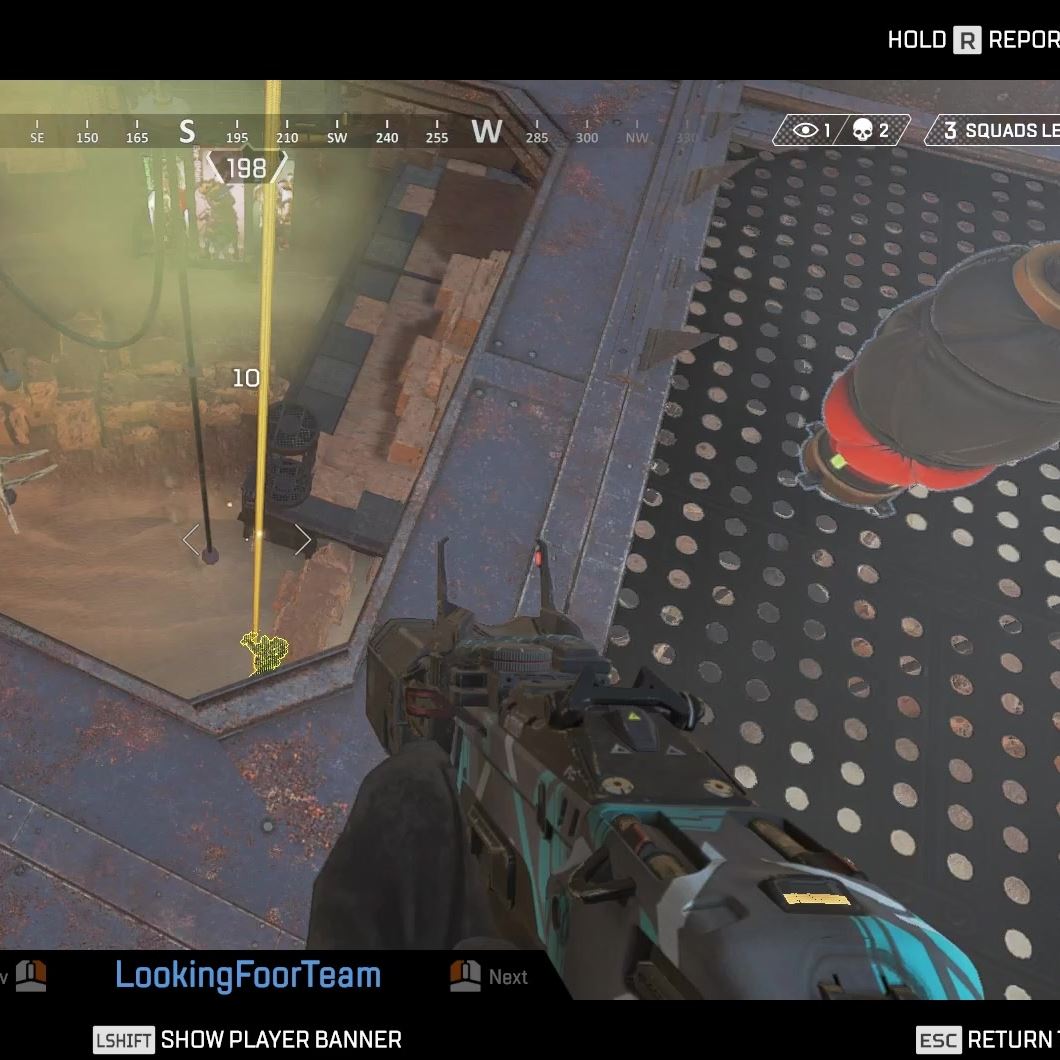 HOLD R REPOR
SE 150 165 S 195 210 SW 240 255 W 285 300 NW 330
1 2
3 SQUADS LE
198
10
v LookingFoorTeam Next
LSHIFT SHOW PLAYER BANNER
ESC RETURN T